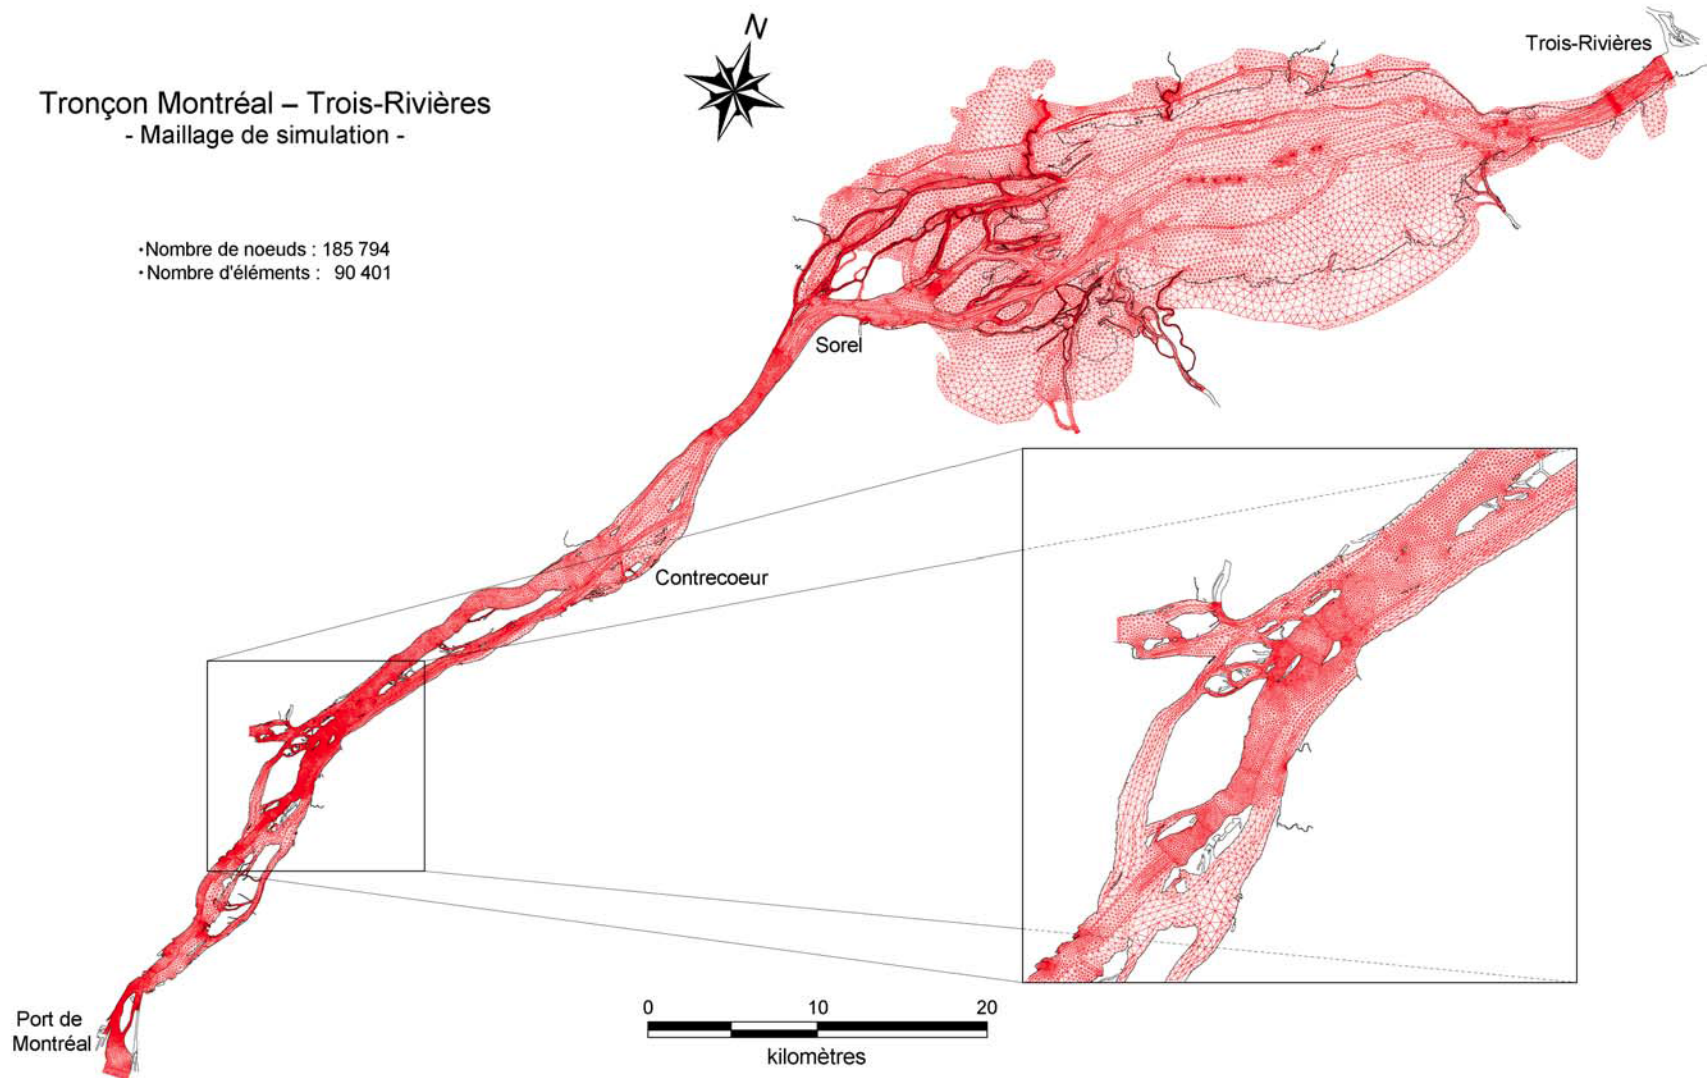 N
Trois-Rivières
Tronçon Montréal – Trois-Rivières
- Maillage de simulation -
•Nombre de noeuds : 185 794
•Nombre d'éléments : 90 401
Sorel
Contrecoeur
Port de
Montréal
0 10 20
kilomètres